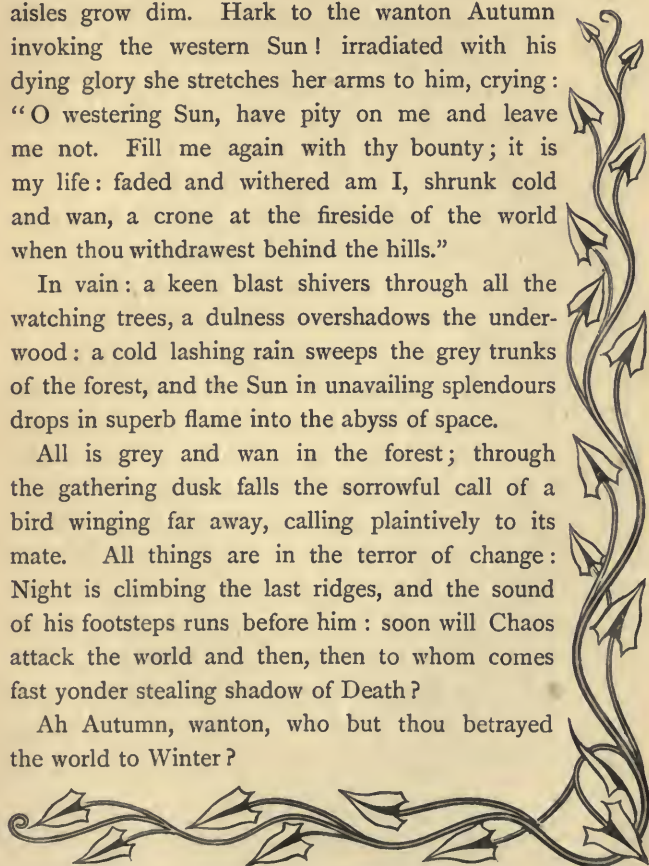 aisles grow dim. Hark to the wanton Autumn
invoking the western Sun! irradiated with his
dying glory she stretches her arms to him, crying:
“O westering Sun, have pity on me and leave
me not. Fill me again with thy bounty; it is
my life: faded and withered am I, shrunk cold
and wan, a crone at the fireside of the world
when thou withdrawest behind the hills.”
In vain: a keen blast shivers through all the
watching trees, a dulness overshadows the under-
wood: a cold lashing rain sweeps the grey trunks
of the forest, and the Sun in unavailing splendours
drops in superb flame into the abyss of space.
All is grey and wan in the forest; through
the gathering dusk falls the sorrowful call of a
bird winging far away, calling plaintively to its
mate. All things are in the terror of change:
Night is climbing the last ridges, and the sound
of his footsteps runs before him: soon will Chaos
attack the world and then, then to whom comes
fast yonder stealing shadow of Death?
Ah Autumn, wanton, who but thou betrayed
the world to Winter?